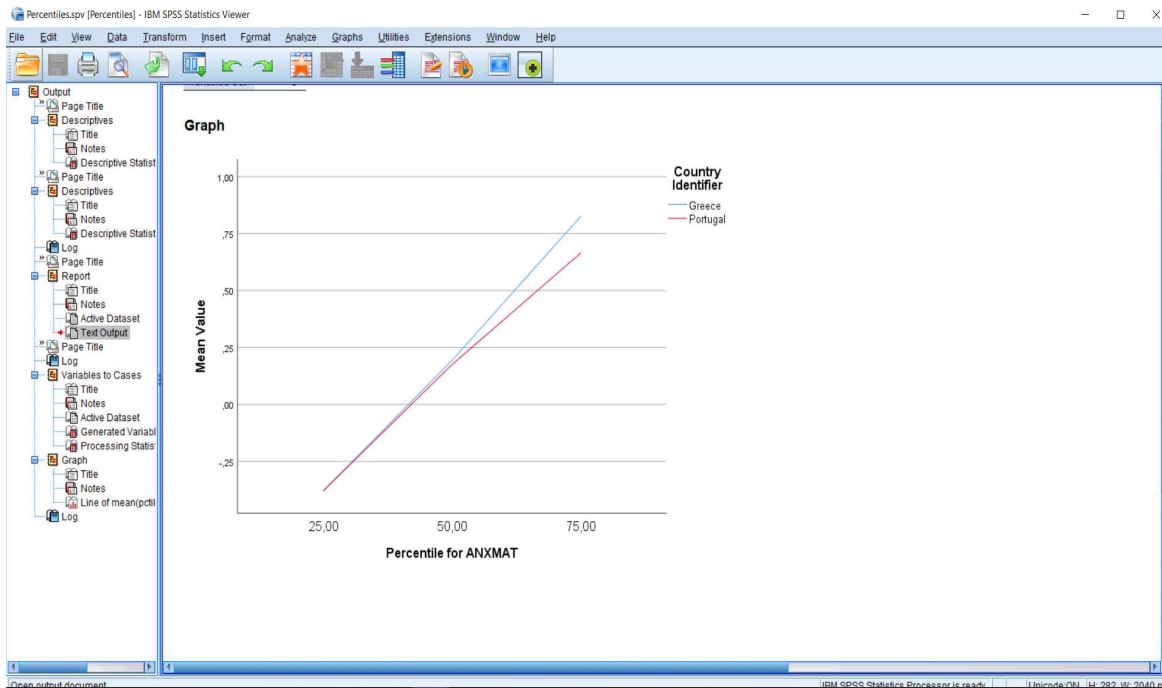 Percentiles.spv [Percentiles] - IBM SPSS Statistics Viewer
File Edit View Data Transform Insert Format Analyze Graphs Utilities Extensions Window Help
Output
Page Title
Descriptives
Title
Notes
Descriptive Statist
Page Title
Descriptives
Title
Notes
Descriptive Statist
Log
Page Title
Report
Title
Notes
Active Dataset
Text Output
Page Title
Log
Variables to Cases
Title
Notes
Active Dataset
Generated Variabl
Processing Statis
Graph
Title
Notes
Line of mean(pctil
Log
Graph
Mean Value
1,00
,75
,50
,25
,00
-,25
25,00 50,00 75,00
Percentile for ANXMAT
Country
Identifier
Greece
Portugal
Open output document
IBM SPSS Statistics Processor is ready Unicode:ON H: 282, W: 2040